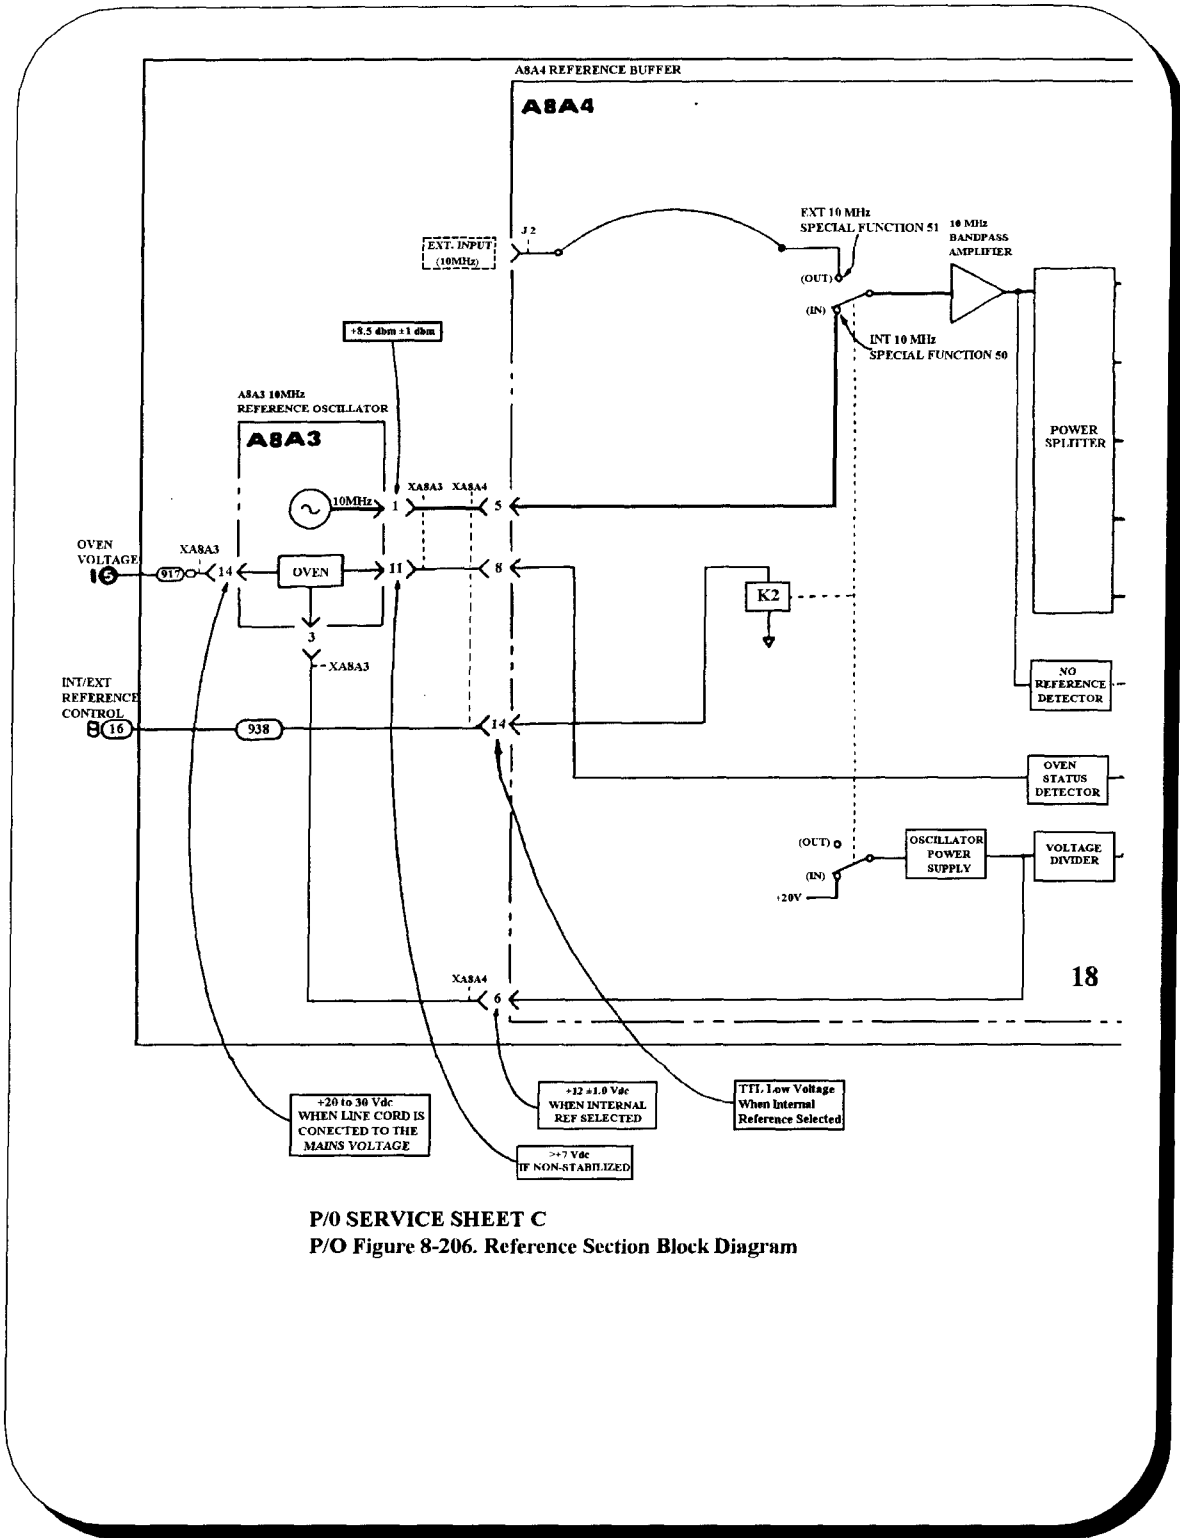 A8A4 REFERENCE BUFFER
A8A4
J2
EXT. INPUT
(10MHz)
EXT 10 MHz
SPECIAL FUNCTION 51
10 MHz
BANDPASS
AMPLIFIER
(OUT)
(IN)
INT 10 MHz
SPECIAL FUNCTION 50
POWER
SPLITTER
+8.5 dbm ±1 dbm
A8A3 10MHz
REFERENCE OSCILLATOR
A8A3
10MHz
1
XA8A3
XA8A4
5
OVEN
VOLTAGE
5
917
XA8A3
14
OVEN
11
8
K2
3
XA8A3
INT/EXT
REFERENCE
CONTROL
16
938
14
NO
REFERENCE
DETECTOR
OVEN
STATUS
DETECTOR
(OUT)
(IN)
+20V
OSCILLATOR
POWER
SUPPLY
VOLTAGE
DIVIDER
XA8A4
6
18
+20 to 30 Vdc
WHEN LINE CORD IS
CONECTED TO THE
MAINS VOLTAGE
+12 ±1.0 Vdc
WHEN INTERNAL
REF SELECTED
TTL Low Voltage
When Internal
Reference Selected
>+7 Vdc
IF NON-STABILIZED
P/0 SERVICE SHEET C
P/O Figure 8-206. Reference Section Block Diagram